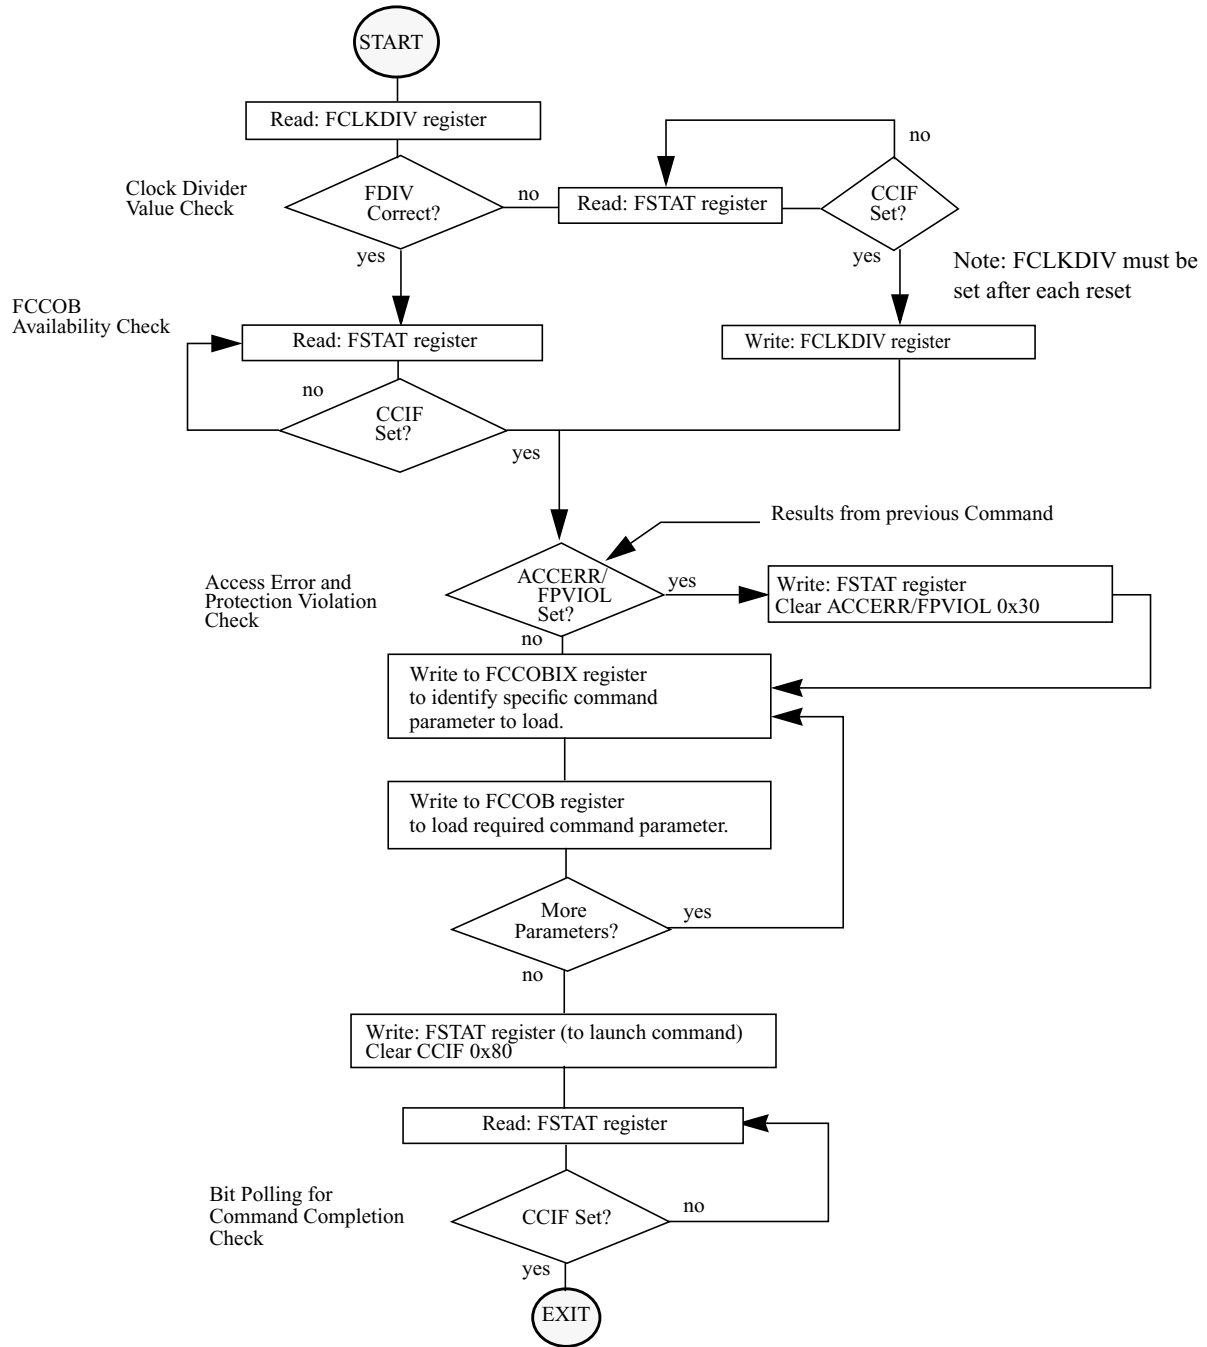 START
Read: FCLKDIV register
no
Clock Divider
Value Check
FDIV
Correct?
no
Read: FSTAT register
CCIF
Set?
yes
yes
Note: FCLKDIV must be
set after each reset
FCCOB
Availability Check
Read: FSTAT register
Write: FCLKDIV register
no
CCIF
Set?
yes
Results from previous Command
Access Error and
Protection Violation
Check
ACCERR/
FPVIOL
Set?
yes
Write: FSTAT register
Clear ACCERR/FPVIOL 0x30
no
Write to FCCOBIX register
to identify specific command
parameter to load.
Write to FCCOB register
to load required command parameter.
More
Parameters?
yes
no
Write: FSTAT register (to launch command)
Clear CCIF 0x80
Read: FSTAT register
Bit Polling for
Command Completion
Check
CCIF Set?
no
yes
EXIT